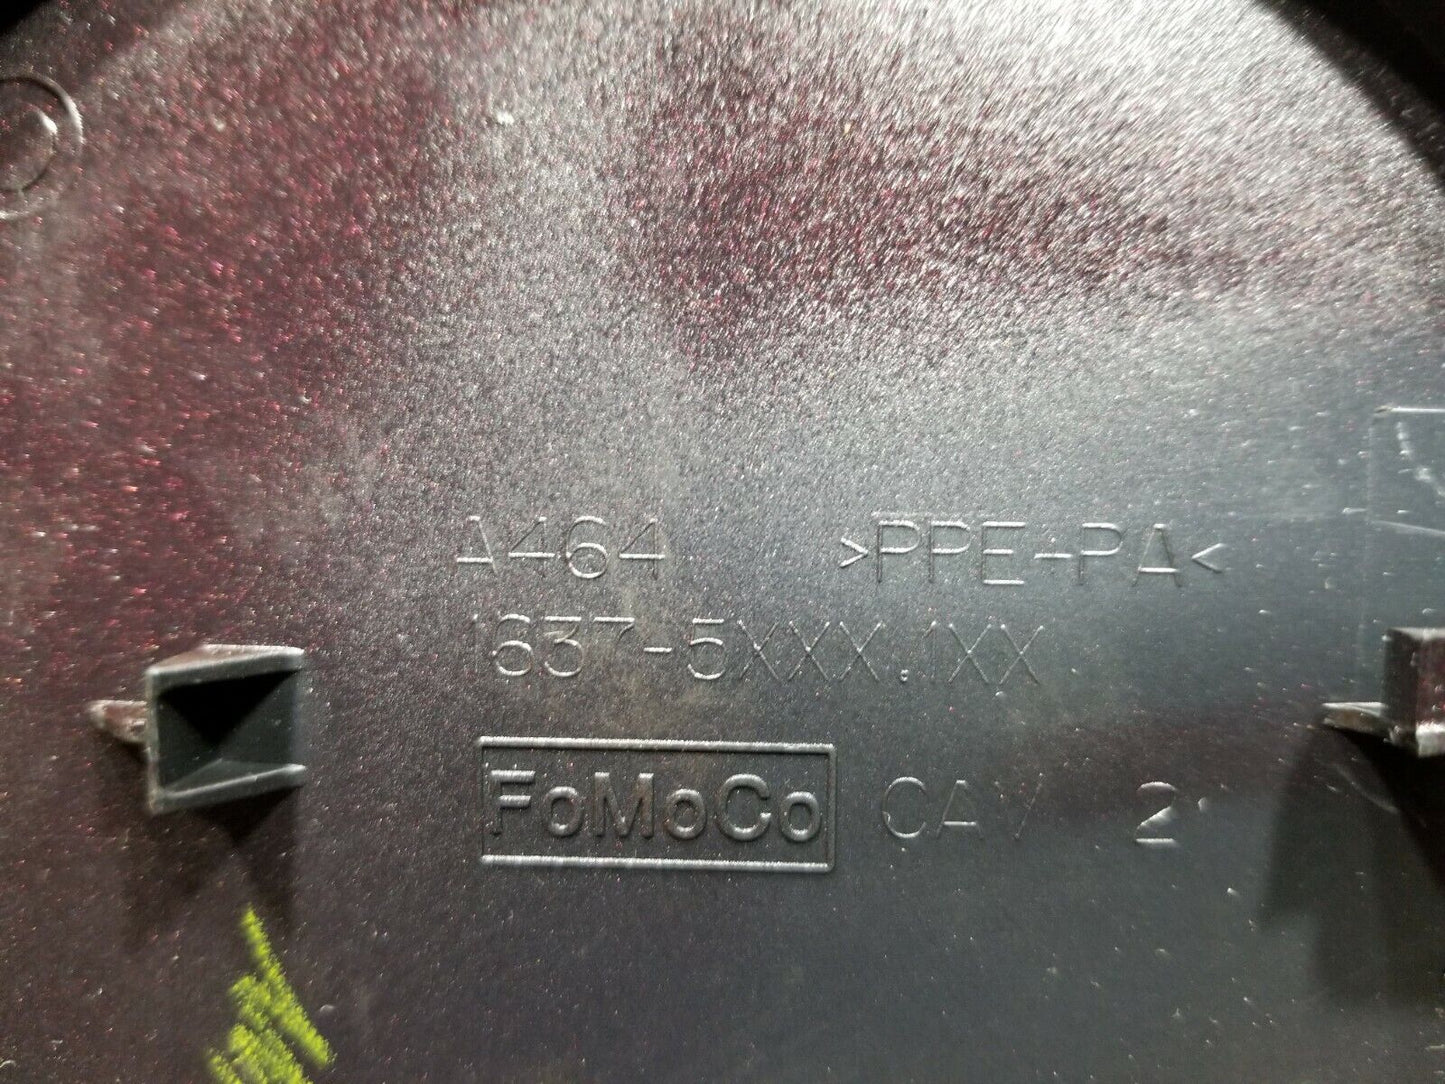 A464 >PPE-PA<
1637-5XXX.1XX
FoMoCo CAV 2